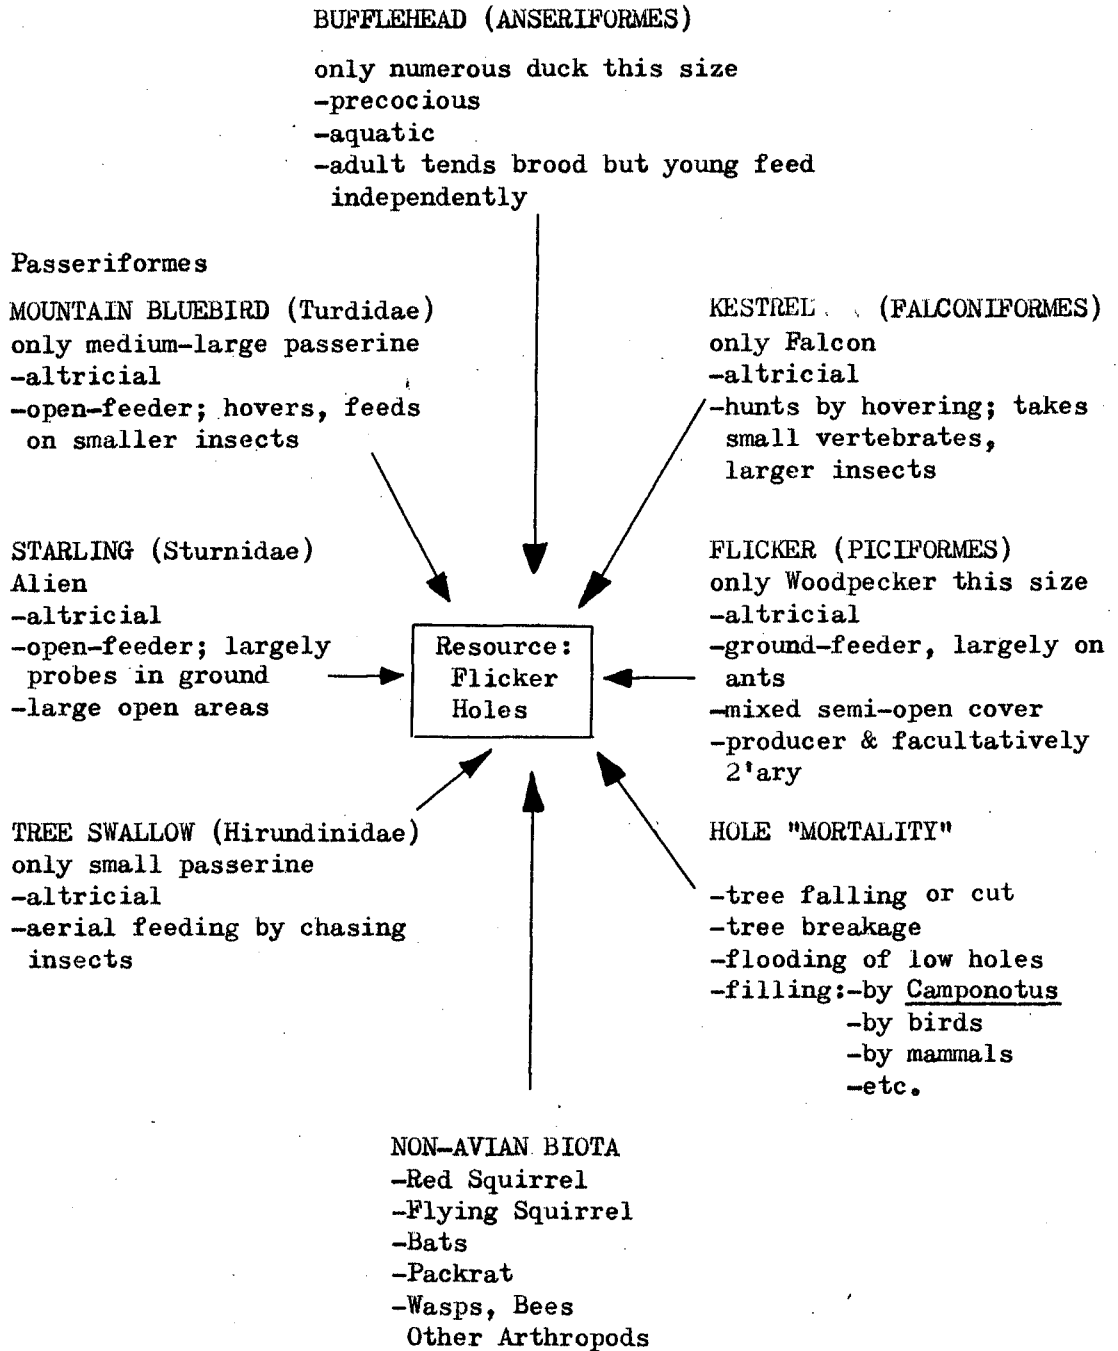 BUFFLEHEAD (ANSERIFORMES)
only numerous duck this size
-precocious
-aquatic
-adult tends brood but young feed
independently
Passeriformes
MOUNTAIN BLUEBIRD (Turdidae)
only medium-large passerine
-altricial
-open-feeder; hovers, feeds
on smaller insects
KESTREL (FALCONIFORMES)
only Falcon
-altricial
-hunts by hovering; takes
small vertebrates,
larger insects
STARLING (Sturnidae)
Alien
-altricial
-open-feeder; largely
probes in ground
-large open areas
Resource:
Flicker
Holes
FLICKER (PICIFORMES)
only Woodpecker this size
-altricial
-ground-feeder, largely on
ants
-mixed semi-open cover
-producer & facultatively
2'ary
TREE SWALLOW (Hirundinidae)
only small passerine
-altricial
-aerial feeding by chasing
insects
HOLE "MORTALITY"
-tree falling or cut
-tree breakage
-flooding of low holes
-filling:-by Camponotus
-by birds
-by mammals
-etc.
NON-AVIAN BIOTA
-Red Squirrel
-Flying Squirrel
-Bats
-Packrat
-Wasps, Bees
Other Arthropods